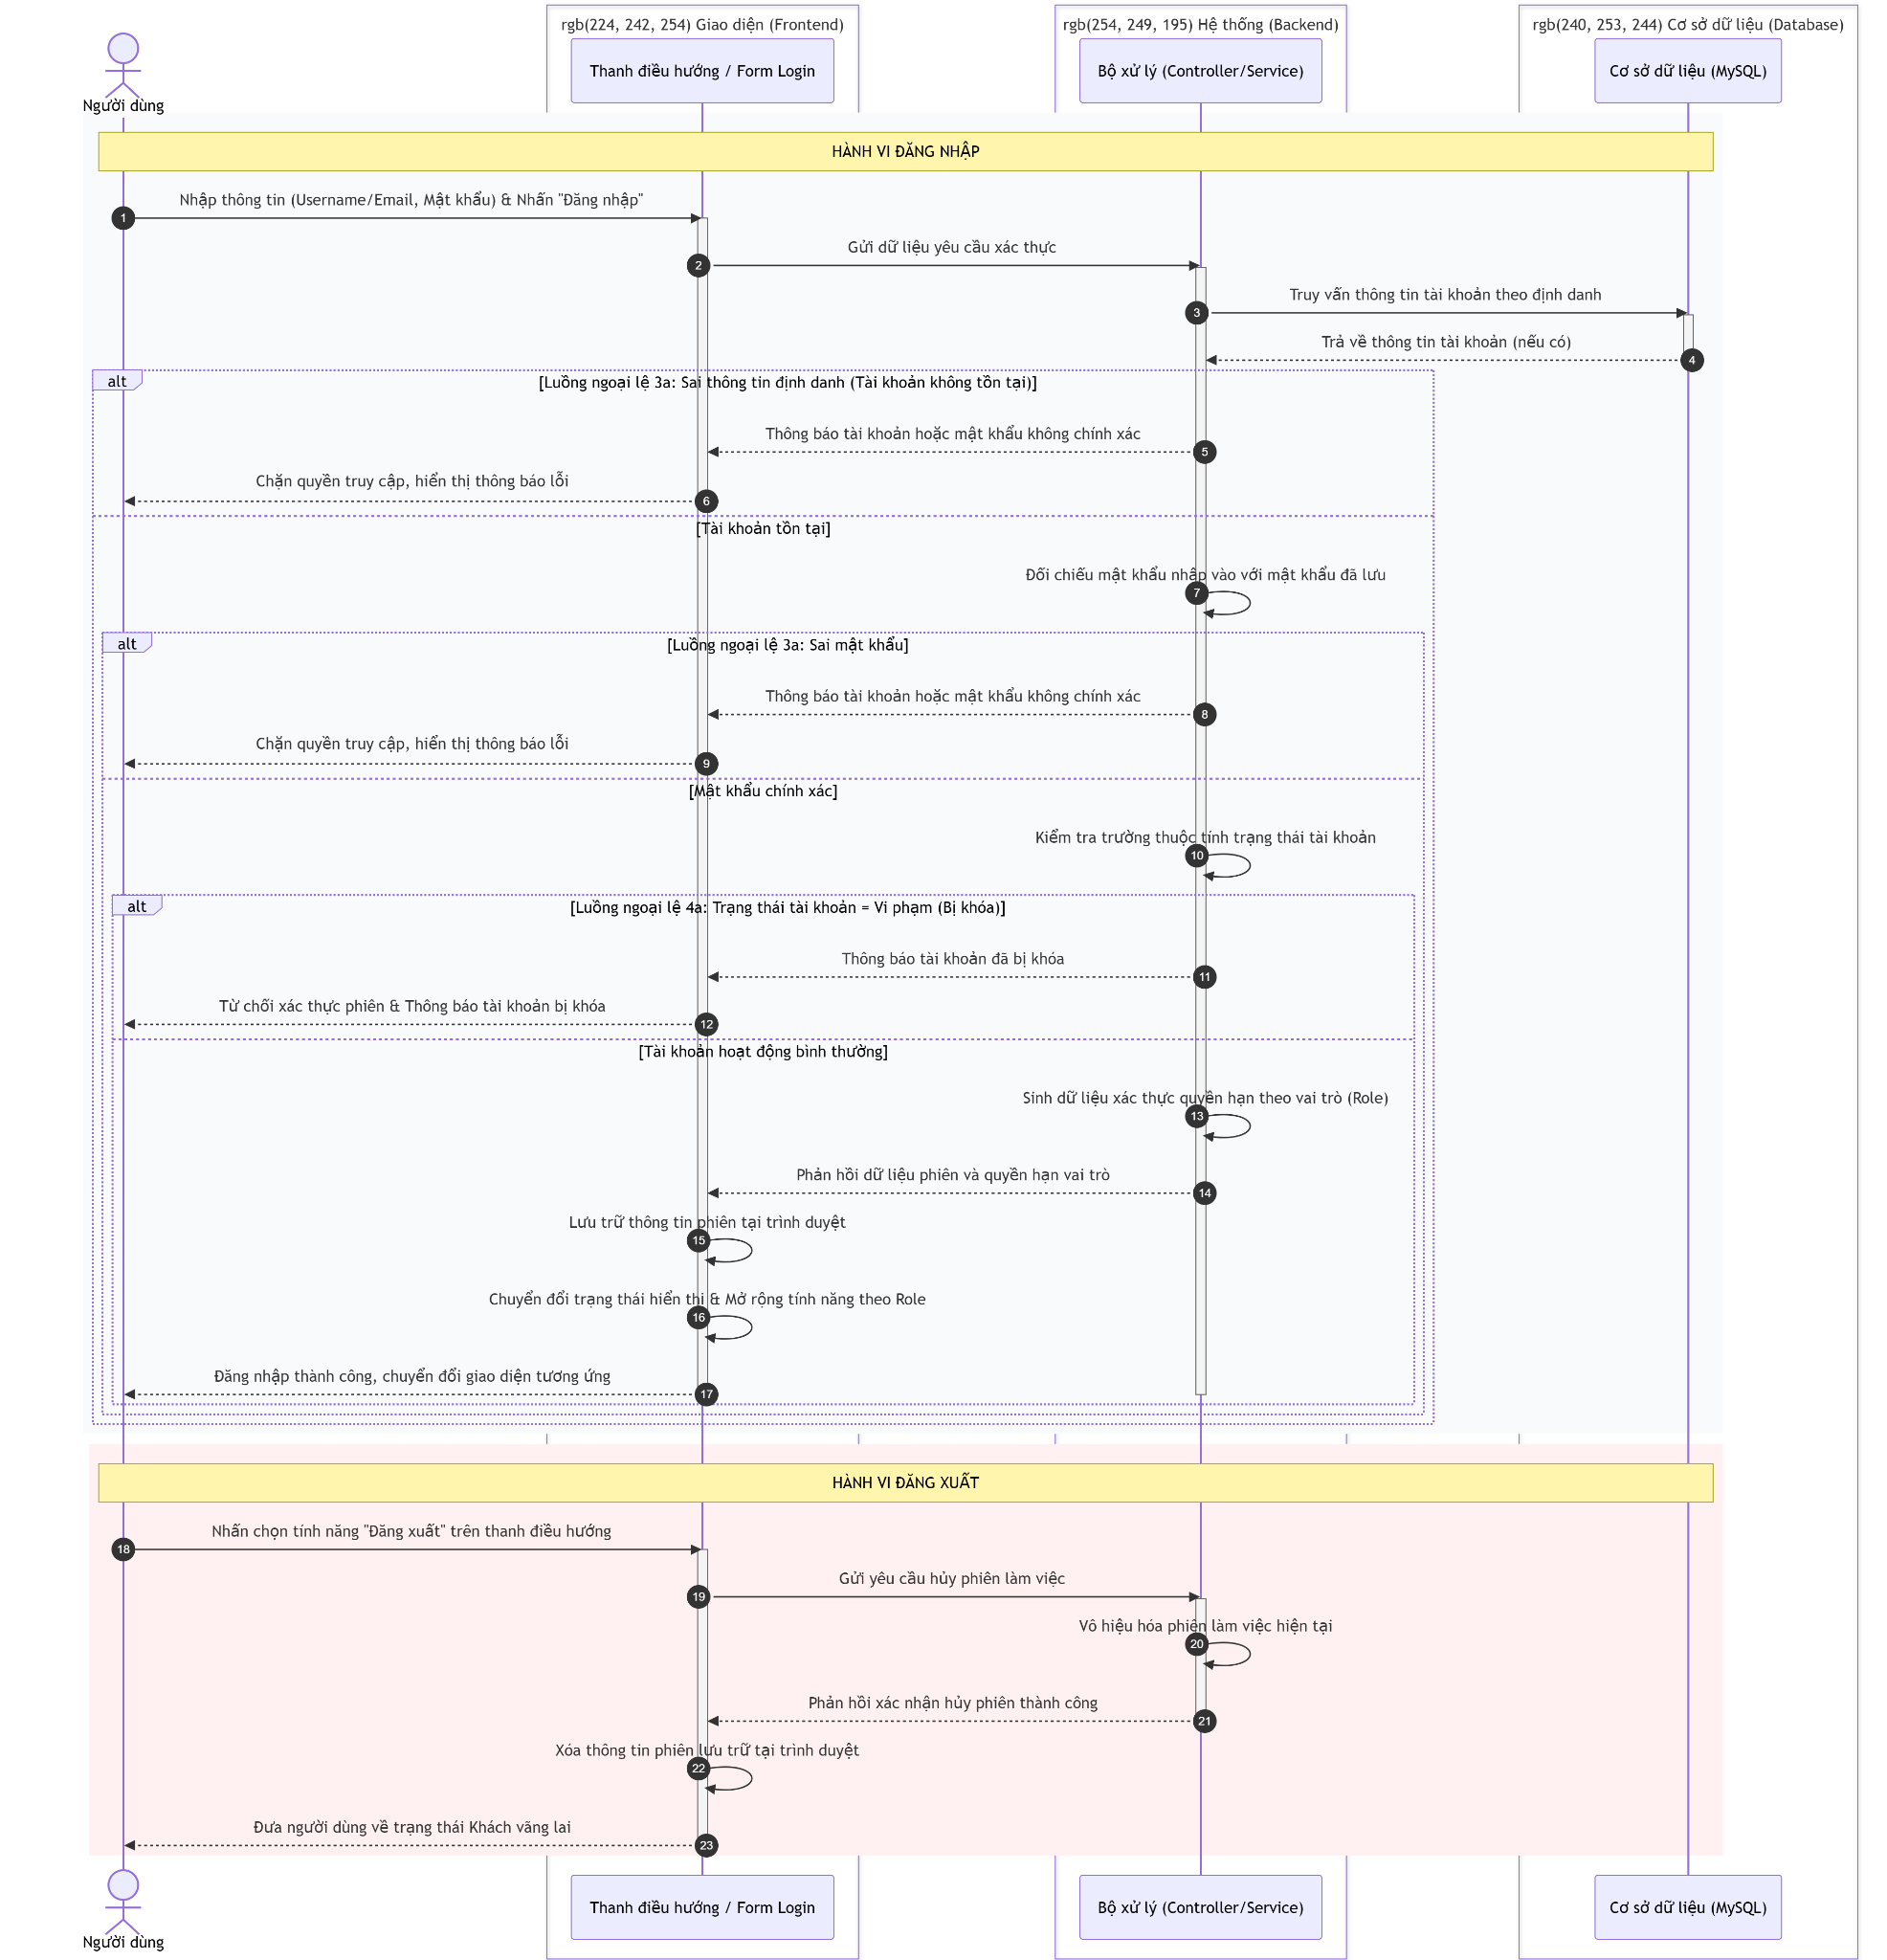 rgb(224, 242, 254) Giao diện (Frontend)
rgb(254, 249, 195) Hệ thống (Backend)
rgb(240, 253, 244) Cơ sở dữ liệu (Database)
Người dùng
Thanh điều hướng / Form Login
Bộ xử lý (Controller/Service)
Cơ sở dữ liệu (MySQL)
HÀNH VI ĐĂNG NHẬP
Nhập thông tin (Username/Email, Mật khẩu) & Nhấn "Đăng nhập"
1
Gửi dữ liệu yêu cầu xác thực
2
Truy vấn thông tin tài khoản theo định danh
3
Trả về thông tin tài khoản (nếu có)
4
alt
[Luồng ngoại lệ 3a: Sai thông tin định danh (Tài khoản không tồn tại)]
Thông báo tài khoản hoặc mật khẩu không chính xác
5
Chặn quyền truy cập, hiển thị thông báo lỗi
6
[Tài khoản tồn tại]
Đối chiếu mật khẩu nhập vào với mật khẩu đã lưu
7
alt
[Luồng ngoại lệ 3a: Sai mật khẩu]
Thông báo tài khoản hoặc mật khẩu không chính xác
8
Chặn quyền truy cập, hiển thị thông báo lỗi
9
[Mật khẩu chính xác]
Kiểm tra trường thuộc tính trạng thái tài khoản
10
alt
[Luồng ngoại lệ 4a: Trạng thái tài khoản = Vi phạm (Bị khóa)]
Thông báo tài khoản đã bị khóa
11
Từ chối xác thực phiên & Thông báo tài khoản bị khóa
12
[Tài khoản hoạt động bình thường]
Sinh dữ liệu xác thực quyền hạn theo vai trò (Role)
13
Phản hồi dữ liệu phiên và quyền hạn vai trò
14
Lưu trữ thông tin phiên tại trình duyệt
15
Chuyển đổi trạng thái hiển thị & Mở rộng tính năng theo Role
16
Đăng nhập thành công, chuyển đổi giao diện tương ứng
17
HÀNH VI ĐĂNG XUẤT
Nhấn chọn tính năng "Đăng xuất" trên thanh điều hướng
18
Gửi yêu cầu hủy phiên làm việc
19
Vô hiệu hóa phiên làm việc hiện tại
20
Phản hồi xác nhận hủy phiên thành công
21
Xóa thông tin phiên lưu trữ tại trình duyệt
22
Đưa người dùng về trạng thái Khách vãng lai
23
Người dùng
Thanh điều hướng / Form Login
Bộ xử lý (Controller/Service)
Cơ sở dữ liệu (MySQL)